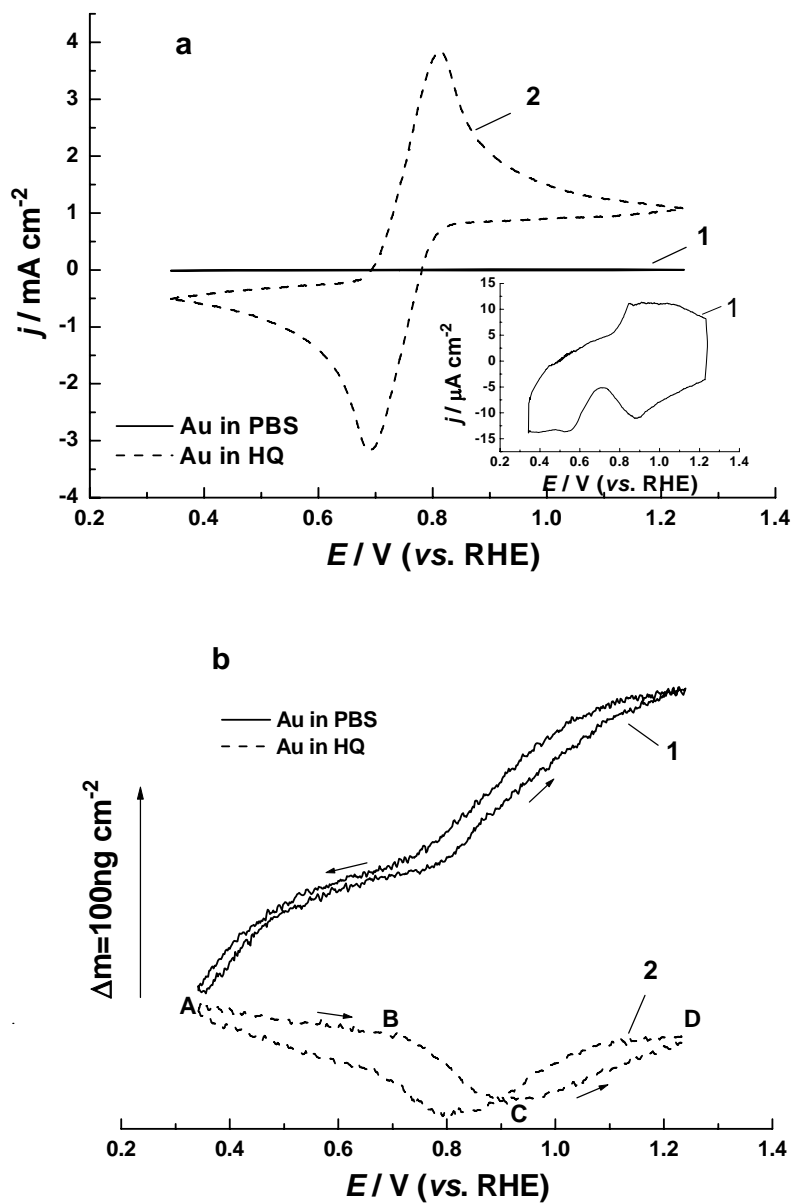 a
4
3
2
1
0
-1
-2
-3
-4
j / mA cm-2
2
1
Au in PBS
Au in HQ
15
10
5
0
-5
-10
-15
j / μA cm-2
1
0.2 0.4 0.6 0.8 1.0 1.2 1.4
E / V (vs. RHE)
0.2 0.4 0.6 0.8 1.0 1.2 1.4
E / V (vs. RHE)
b
Au in PBS
Au in HQ
1
Δm=100ng cm-2
2
A
B
C
D
0.2 0.4 0.6 0.8 1.0 1.2 1.4
E / V (vs. RHE)